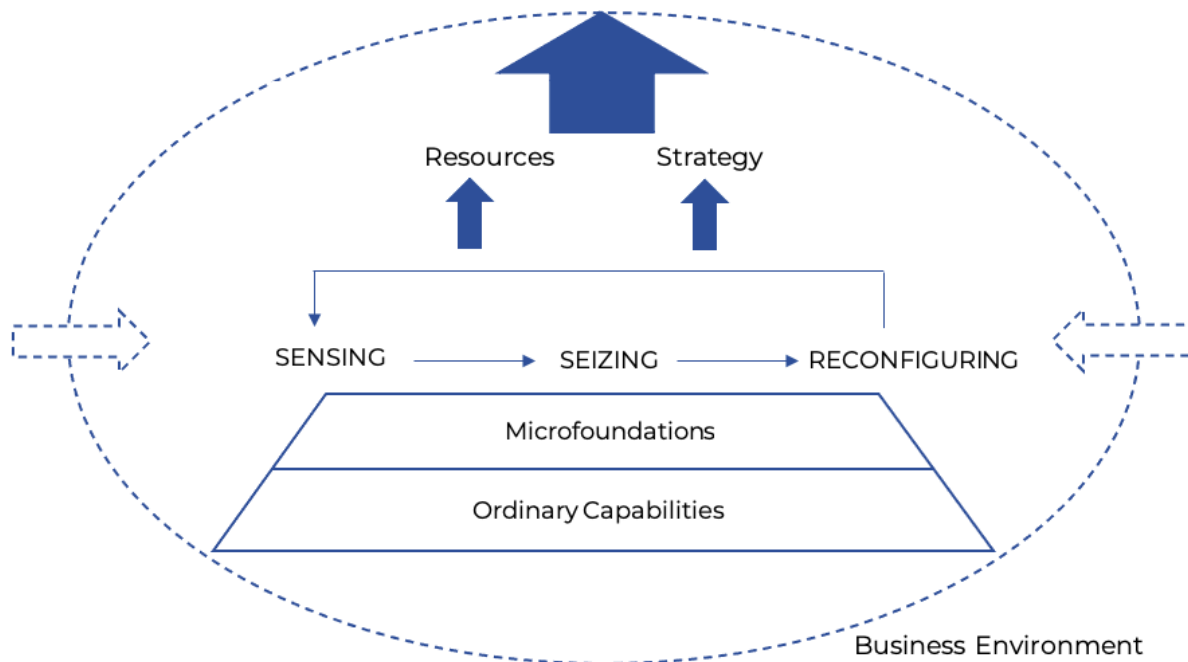 Resources
Strategy
SENSING
SEIZING
RECONFIGURING
Microfoundations
Ordinary Capabilities
Business Environment